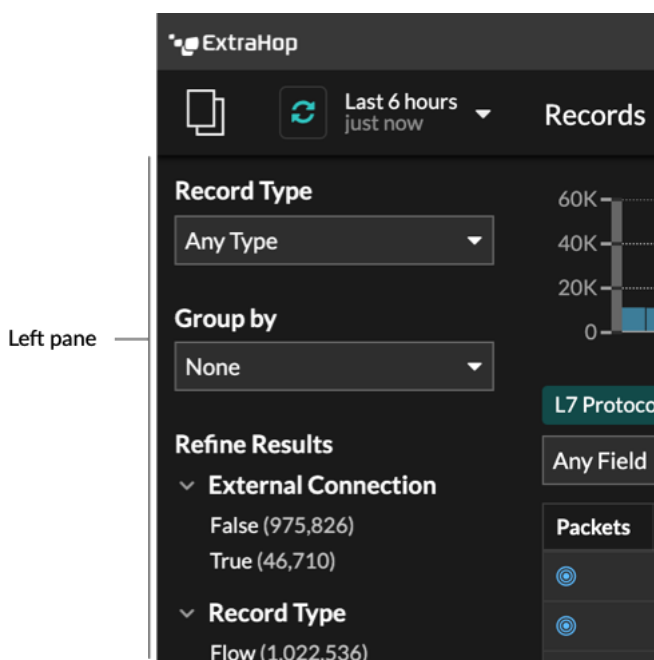 ExtraHop
Last 6 hours
just now
Records
Left pane
Record Type
Any Type
Group by
None
Refine Results
External Connection
False (975,826)
True (46,710)
Record Type
Flow (1,022,536)
60K
40K
20K
0
L7 Protoco
Any Field
Packets